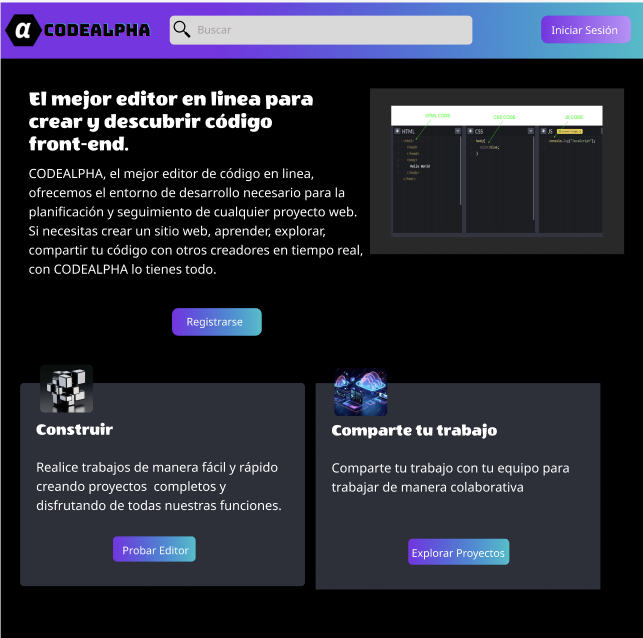 α CODEALPHA
Buscar
Iniciar Sesión
El mejor editor en linea para
crear y descubrir código
front-end.
CODEALPHA, el mejor editor de código en linea,
ofrecemos el entorno de desarrollo necesario para la
planificación y seguimiento de cualquier proyecto web.
Si necesitas crear un sitio web, aprender, explorar,
compartir tu código con otros creadores en tiempo real,
con CODEALPHA lo tienes todo.
HTML CODE
CSS CODE
JS CODE
HTML
CSS
JS
Hello World
Registrarse
Construir
Realice trabajos de manera fácil y rápido
creando proyectos  completos y
disfrutando de todas nuestras funciones.
Probar Editor
Comparte tu trabajo
Comparte tu trabajo con tu equipo para
trabajar de manera colaborativa
Explorar Proyectos